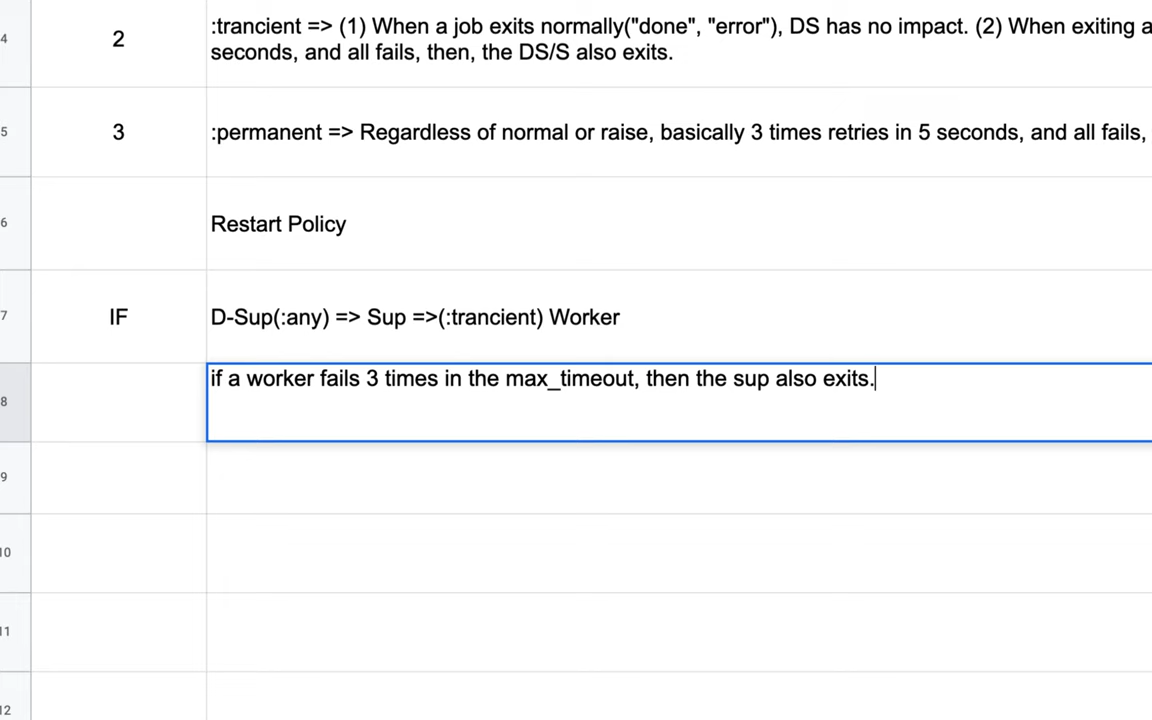 4
2
:trancient => (1) When a job exits normally("done", "error"), DS has no impact. (2) When exiting a
seconds, and all fails, then, the DS/S also exits.
5
3
:permanent => Regardless of normal or raise, basically 3 times retries in 5 seconds, and all fails,
6
Restart Policy
7
IF
D-Sup(:any) => Sup =>(:trancient) Worker
8
if a worker fails 3 times in the max_timeout, then the sup also exits.
9
10
11
12